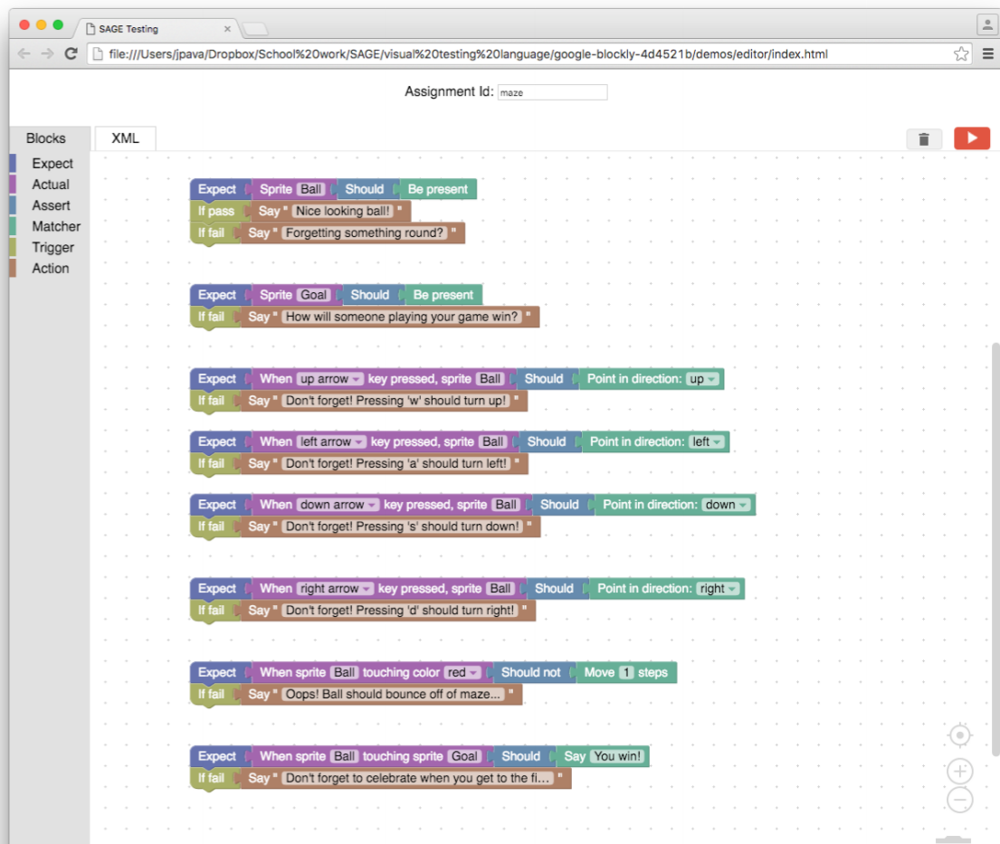 SAGE Testing
file:///Users/jpava/Dropbox/School%20work/SAGE/visual%20testing%20language/google-blockly-4d4521b/demos/editor/index.html
Assignment Id: maze
Blocks XML
Expect
Actual
Assert
Matcher
Trigger
Action
Expect Sprite Ball Should Be present
If pass Say " Nice looking ball! "
If fail Say " Forgetting something round? "
Expect Sprite Goal Should Be present
If fail Say " How will someone playing your game win? "
Expect When up arrow key pressed, sprite Ball Should Point in direction: up
If fail Say " Don't forget! Pressing 'w' should turn up! "
Expect When left arrow key pressed, sprite Ball Should Point in direction: left
If fail Say " Don't forget! Pressing 'a' should turn left! "
Expect When down arrow key pressed, sprite Ball Should Point in direction: down
If fail Say " Don't forget! Pressing 's' should turn down! "
Expect When right arrow key pressed, sprite Ball Should Point in direction: right
If fail Say " Don't forget! Pressing 'd' should turn right! "
Expect When sprite Ball touching color red Should not Move 1 steps
If fail Say " Oops! Ball should bounce off of maze... "
Expect When sprite Ball touching sprite Goal Should Say You win!
If fail Say " Don't forget to celebrate when you get to the fi... "